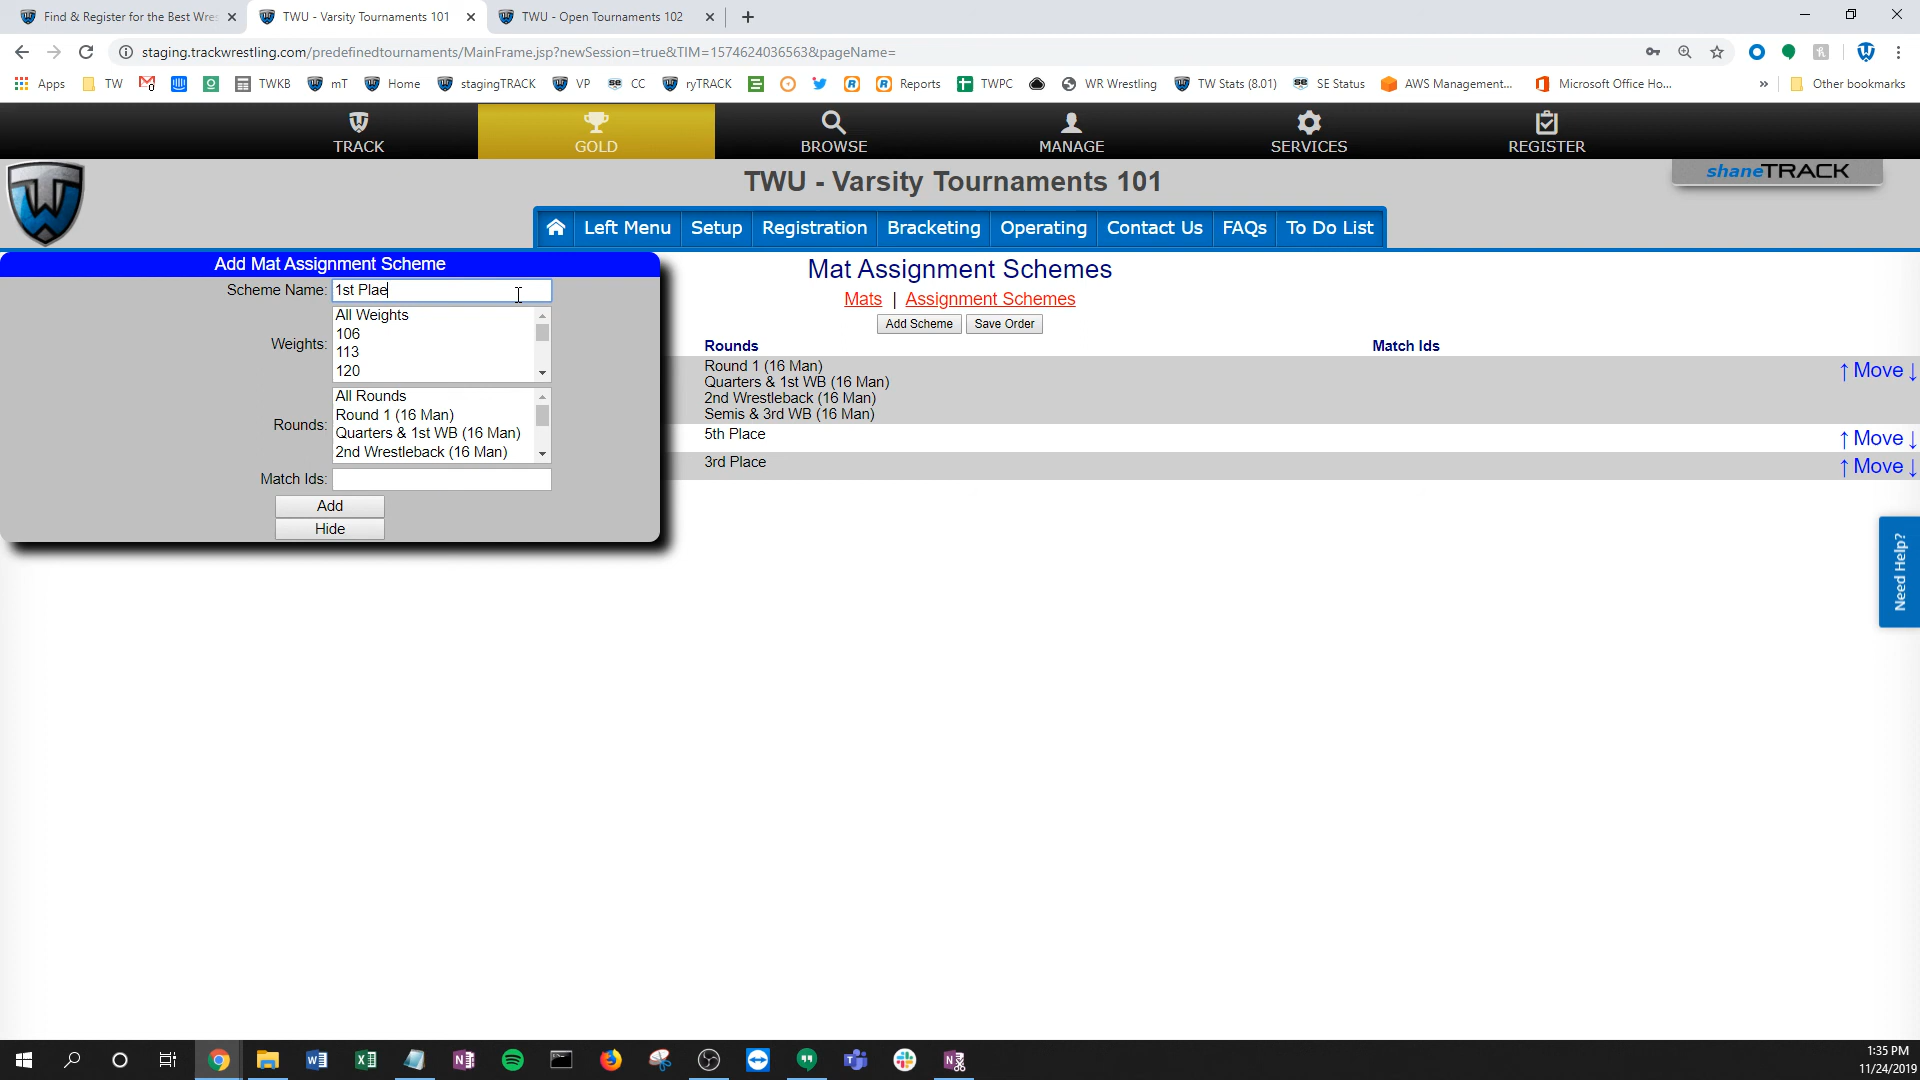 Find & Register for the Best Wre
TWU - Varsity Tournaments 101
TWU - Open Tournaments 102
staging.trackwrestling.com/predefinedtournaments/MainFrame.jsp?newSession=true&TIM=1574624036563&pageName=
Apps TW TWKB mT Home stagingTRACK VP CC ryTRACK Reports TWPC WR Wrestling TW Stats (8.01) SE Status AWS Management... Microsoft Office Ho... » Other bookmarks
TRACK GOLD BROWSE MANAGE SERVICES REGISTER
TWU - Varsity Tournaments 101
shaneTRACK
Left Menu Setup Registration Bracketing Operating Contact Us FAQs To Do List
Add Mat Assignment Scheme
Scheme Name: 1st Plae
Weights:
All Weights
106
113
120
Rounds:
All Rounds
Round 1 (16 Man)
Quarters & 1st WB (16 Man)
2nd Wrestleback (16 Man)
Match Ids:
Add
Hide
Mat Assignment Schemes
Mats | Assignment Schemes
Add Scheme Save Order
Rounds Match Ids
Round 1 (16 Man)
Quarters & 1st WB (16 Man)
2nd Wrestleback (16 Man)
Semis & 3rd WB (16 Man)
↑ Move ↓
5th Place ↑ Move ↓
3rd Place ↑ Move ↓
Need Help?
1:35 PM
11/24/2019